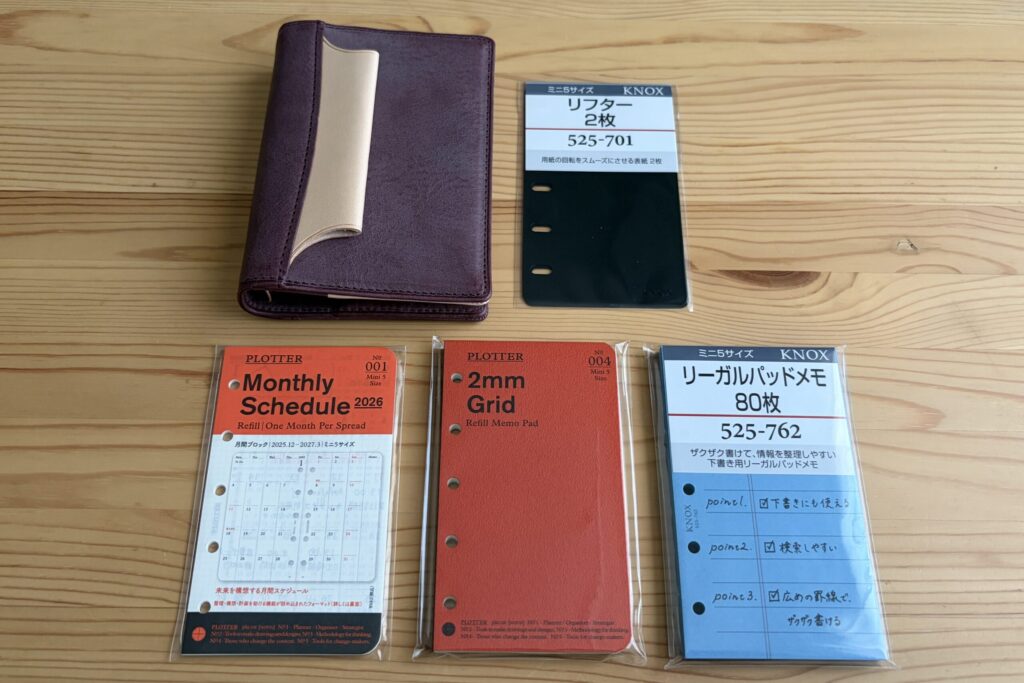 ミニ5サイズ KNOX
リフター
2枚
525-701
用紙の回転をスムーズにさせる表紙 2枚
PLOTTER
No
001
Mini 5
Size
Monthly
Schedule 2026
Refill | One Month Per Spread
月間ブロック | 2025.12 - 2027.3 | ミニ5サイズ
未来を構想する月間スケジュール
PLOTTER
No
004
Mini 5
Size
2mm
Grid
Refill Memo Pad
ミニ5サイズ KNOX
リーガルパッドメモ
80枚
525-762
ザクザク書けて、情報を整理しやすい
下書き用リーガルパッドメモ
KNOX
point1. ☑下書きにも使える
point2. ☑検索しやすい
point3. ☑広めの罫線で、
ザクザク書ける